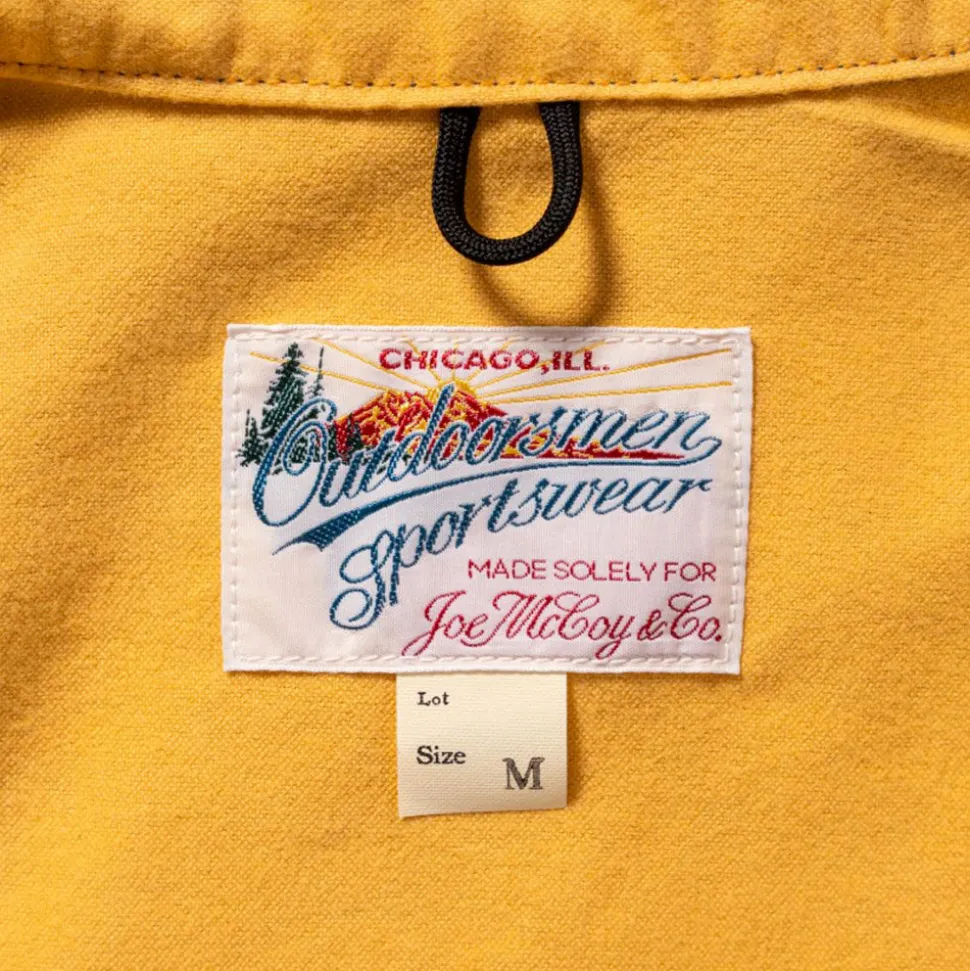 CHICAGO, ILL.
Outdoorsmen
Sportswear
MADE SOLELY FOR
Joe McCoy & Co.
Lot
Size M